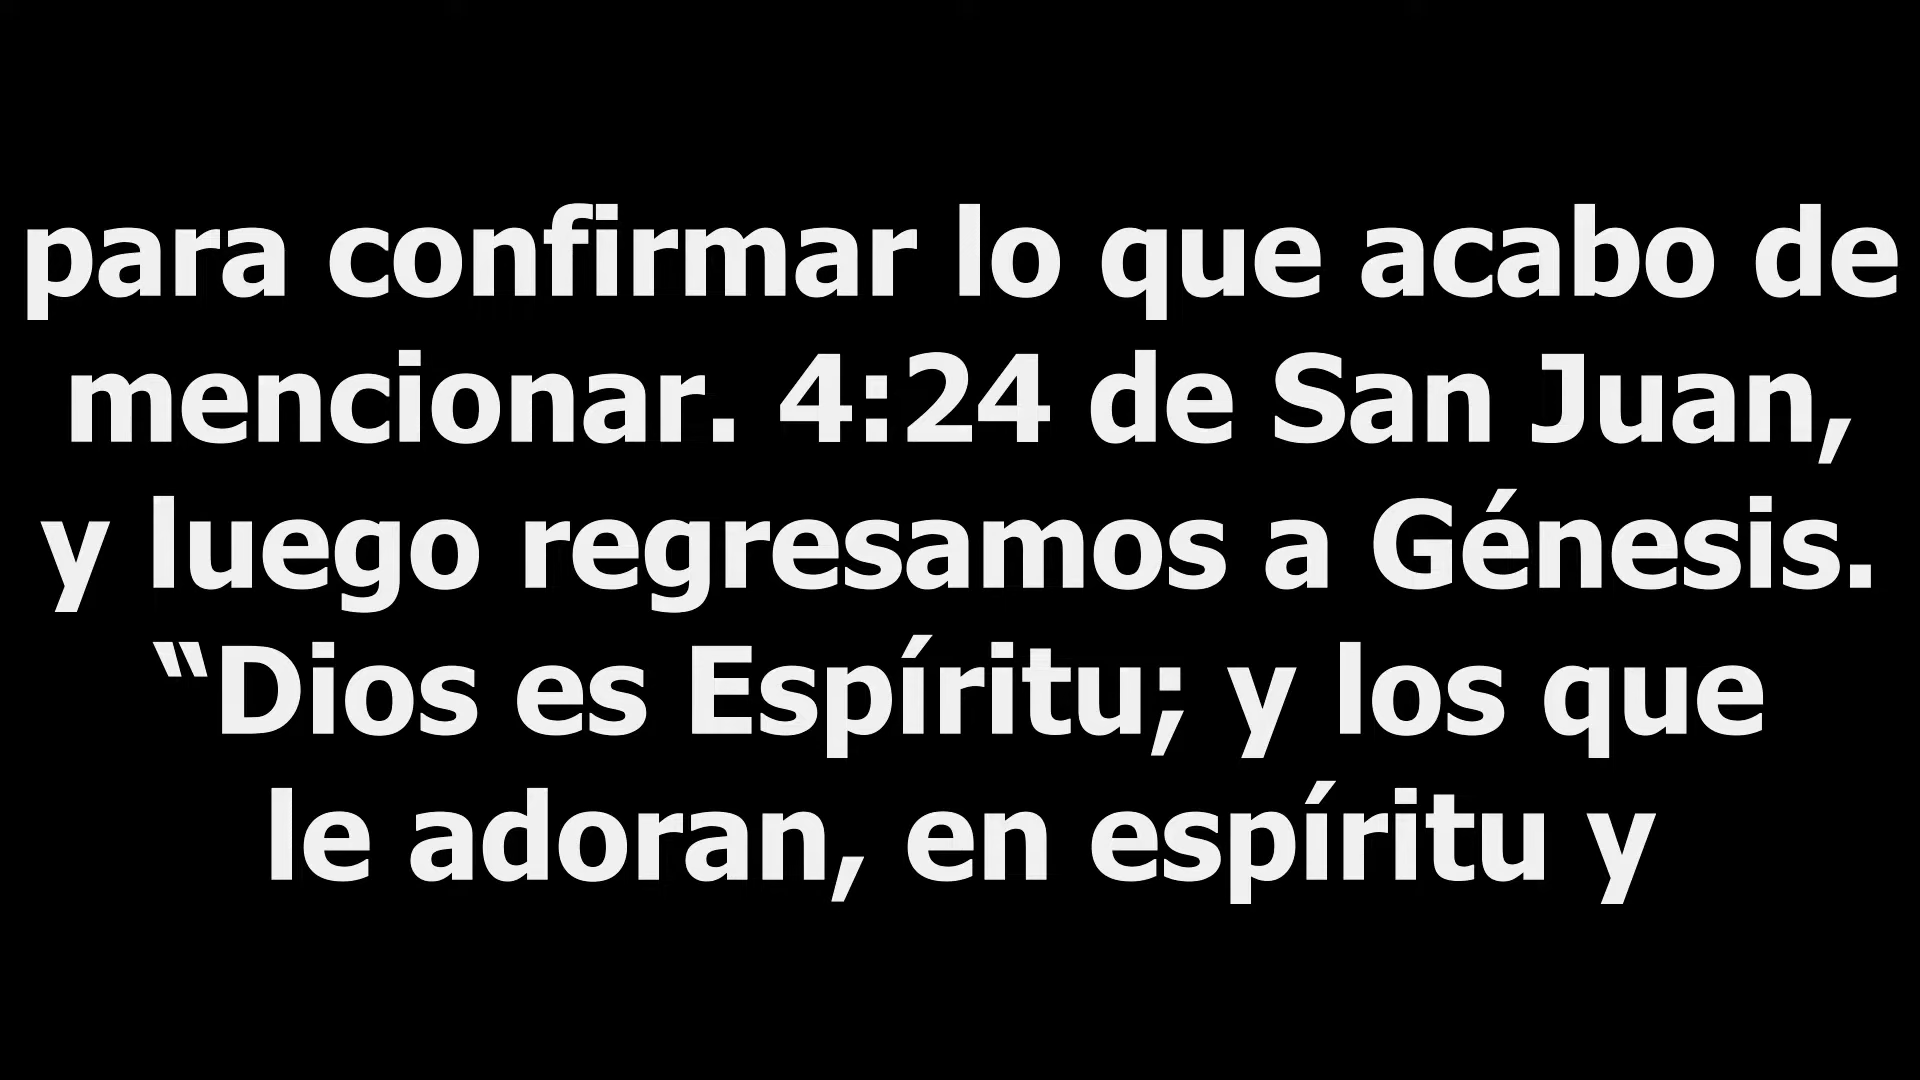 para confirmar lo que acabo de
mencionar. 4:24 de San Juan,
y luego regresamos a Génesis.
“Dios es Espíritu; y los que
le adoran, en espíritu y